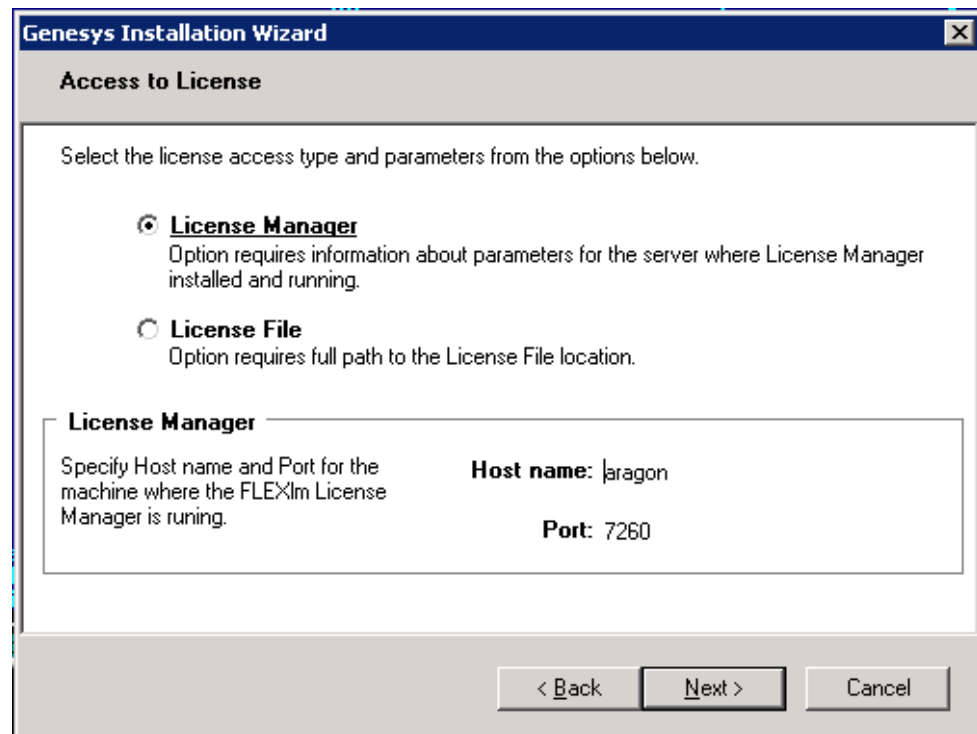 Genesys Installation Wizard
Access to License
Select the license access type and parameters from the options below.
License Manager
Option requires information about parameters for the server where License Manager
installed and running.
License File
Option requires full path to the License File location.
License Manager
Specify Host name and Port for the
machine where the FLEXlm License
Manager is runing.
Host name: aragon
Port: 7260
< Back
Next >
Cancel